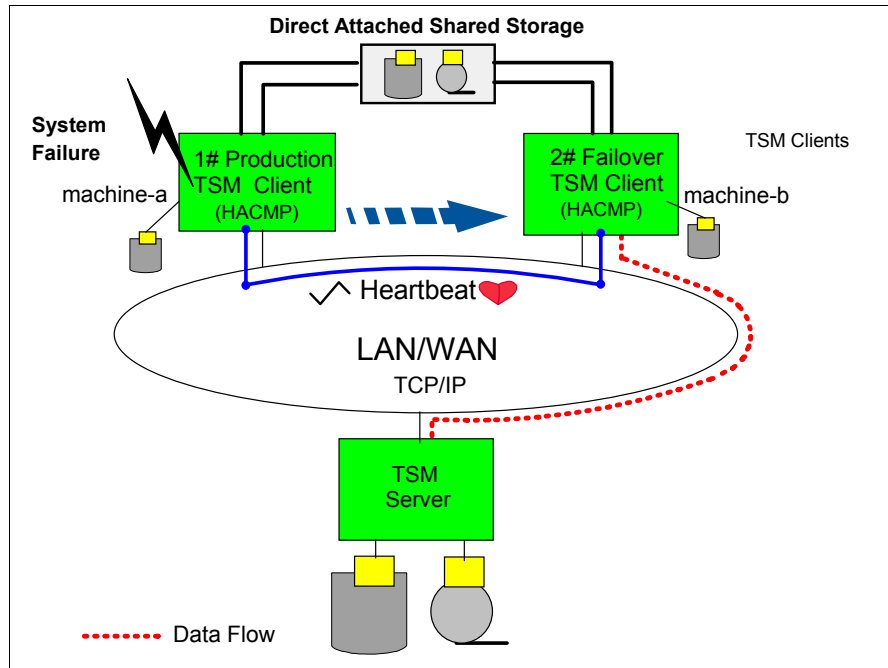 Direct Attached Shared Storage
System
Failure
1# Production
TSM Client
(HACMP)
2# Failover
TSM Client
(HACMP)
TSM Clients
machine-a
machine-b
Heartbeat
LAN/WAN
TCP/IP
TSM
Server
Data Flow